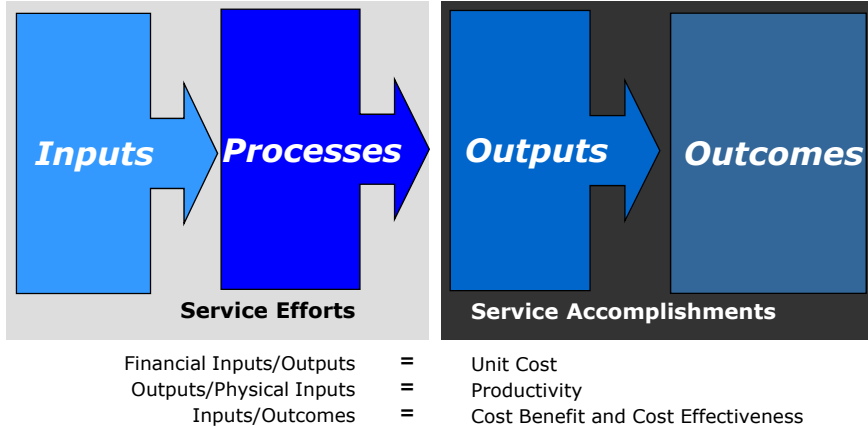 Inputs
Processes
Outputs
Outcomes
Service Efforts
Service Accomplishments
Financial Inputs/Outputs = Unit Cost
Outputs/Physical Inputs = Productivity
Inputs/Outcomes = Cost Benefit and Cost Effectiveness